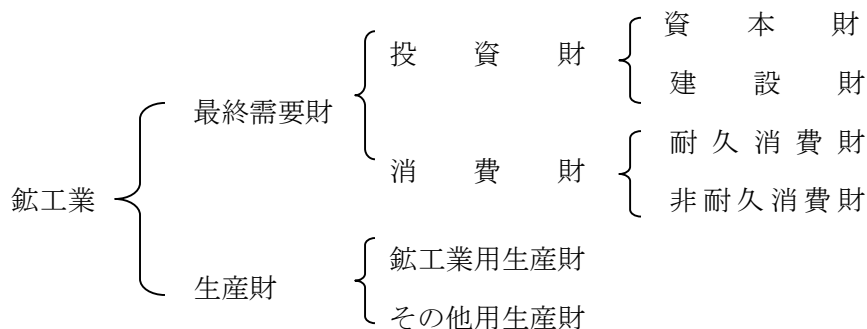 資本財
投資財
建設財
最終需要財
耐久消費財
消費財
非耐久消費財
鉱工業
鉱工業用生産財
生産財
その他用生産財